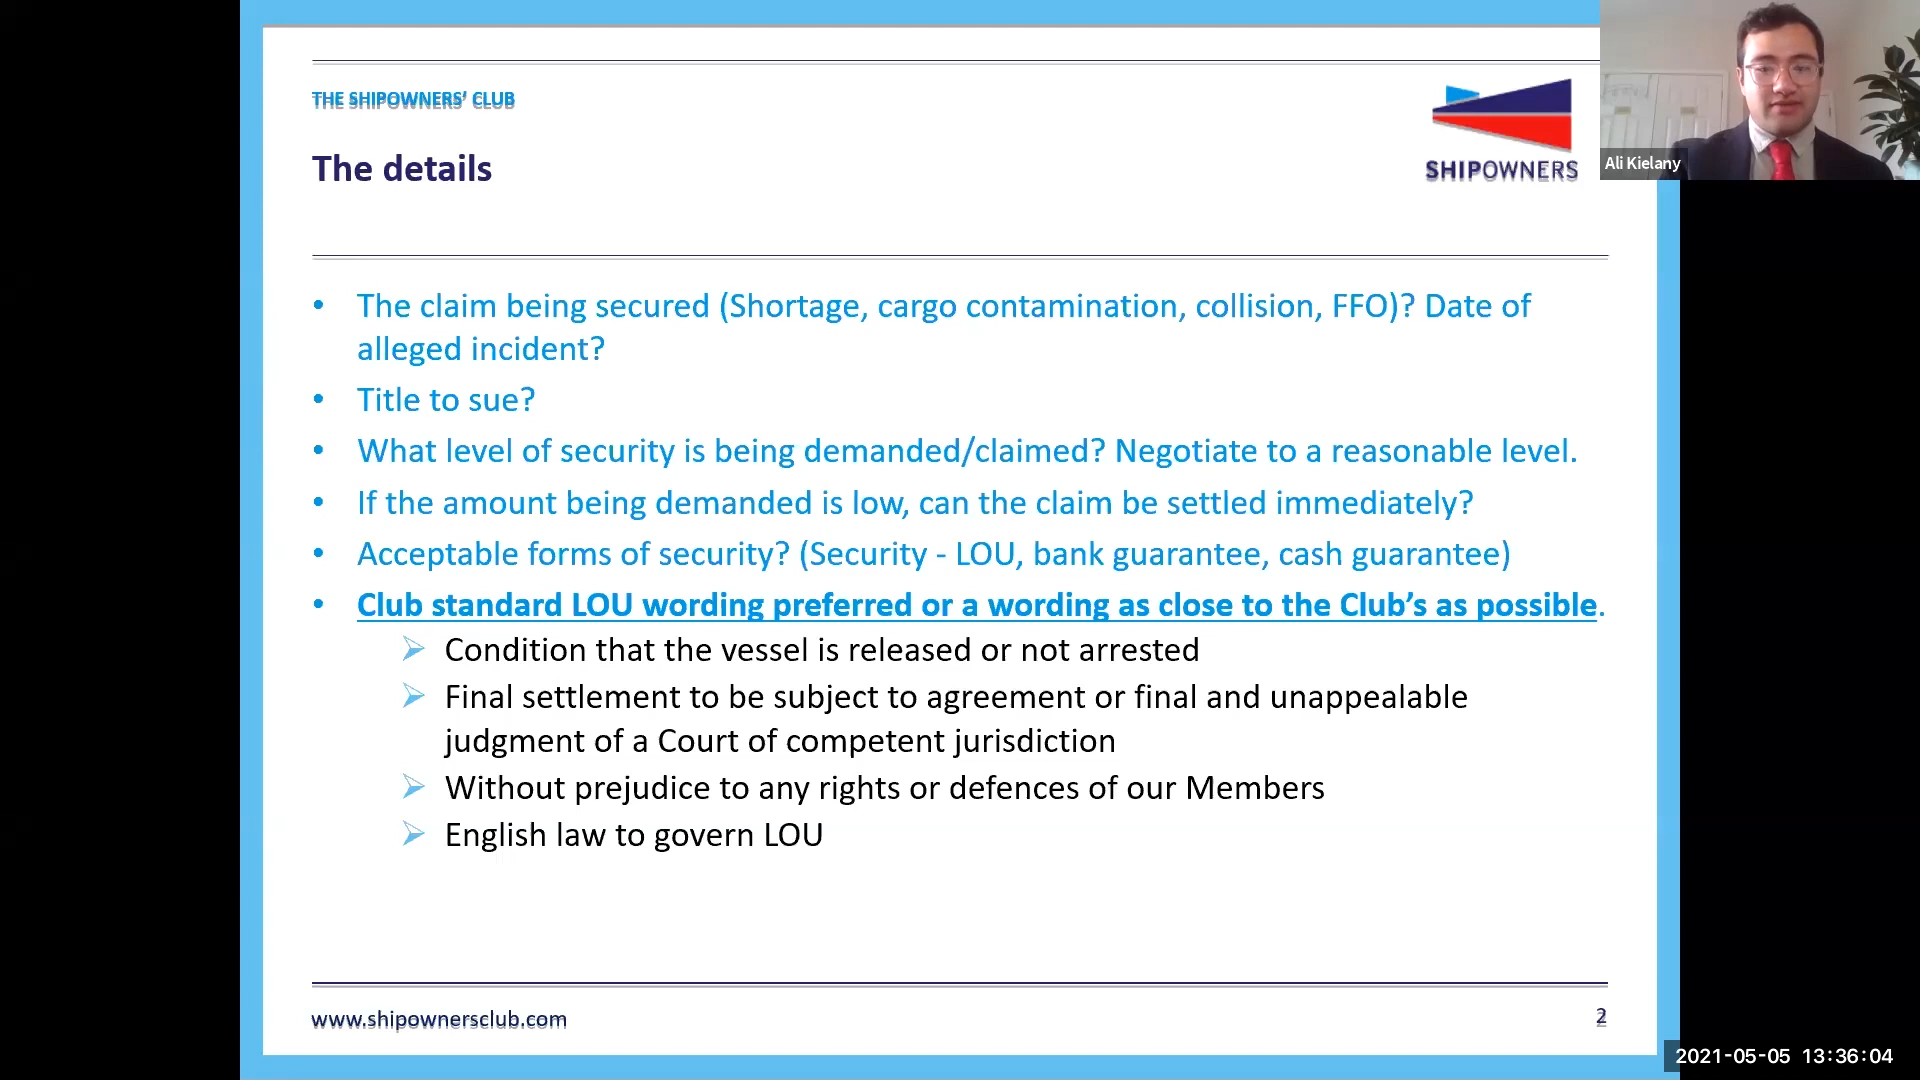 THE SHIPOWNERS' CLUB
The details
SHIPOWNERS
Ali Kielany
• The claim being secured (Shortage, cargo contamination, collision, FFO)? Date of
alleged incident?
• Title to sue?
• What level of security is being demanded/claimed? Negotiate to a reasonable level.
• If the amount being demanded is low, can the claim be settled immediately?
• Acceptable forms of security? (Security - LOU, bank guarantee, cash guarantee)
• Club standard LOU wording preferred or a wording as close to the Club's as possible.
➢ Condition that the vessel is released or not arrested
➢ Final settlement to be subject to agreement or final and unappealable
judgment of a Court of competent jurisdiction
➢ Without prejudice to any rights or defences of our Members
➢ English law to govern LOU
www.shipownersclub.com
2
2021-05-05 13:36:04